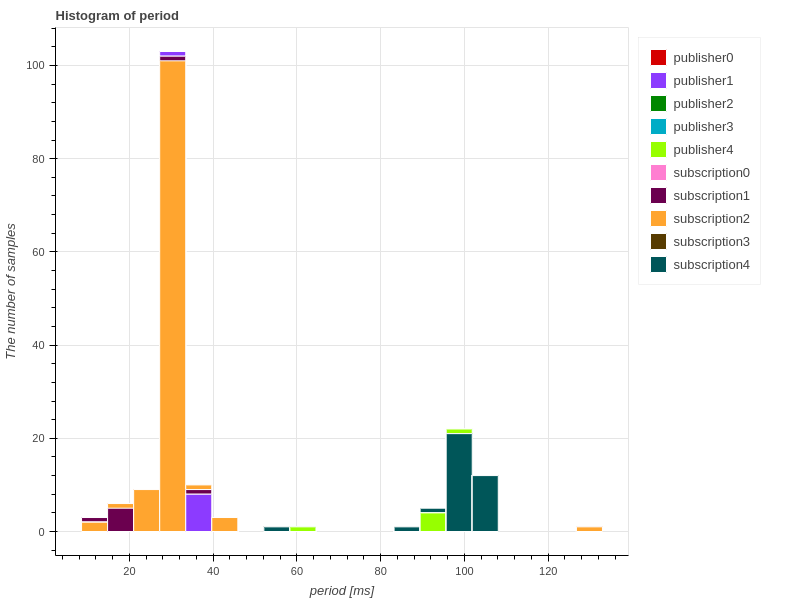 Histogram of period
The number of samples
100
80
60
40
20
0
20 40 60 80 100 120
period [ms]
publisher0
publisher1
publisher2
publisher3
publisher4
subscription0
subscription1
subscription2
subscription3
subscription4